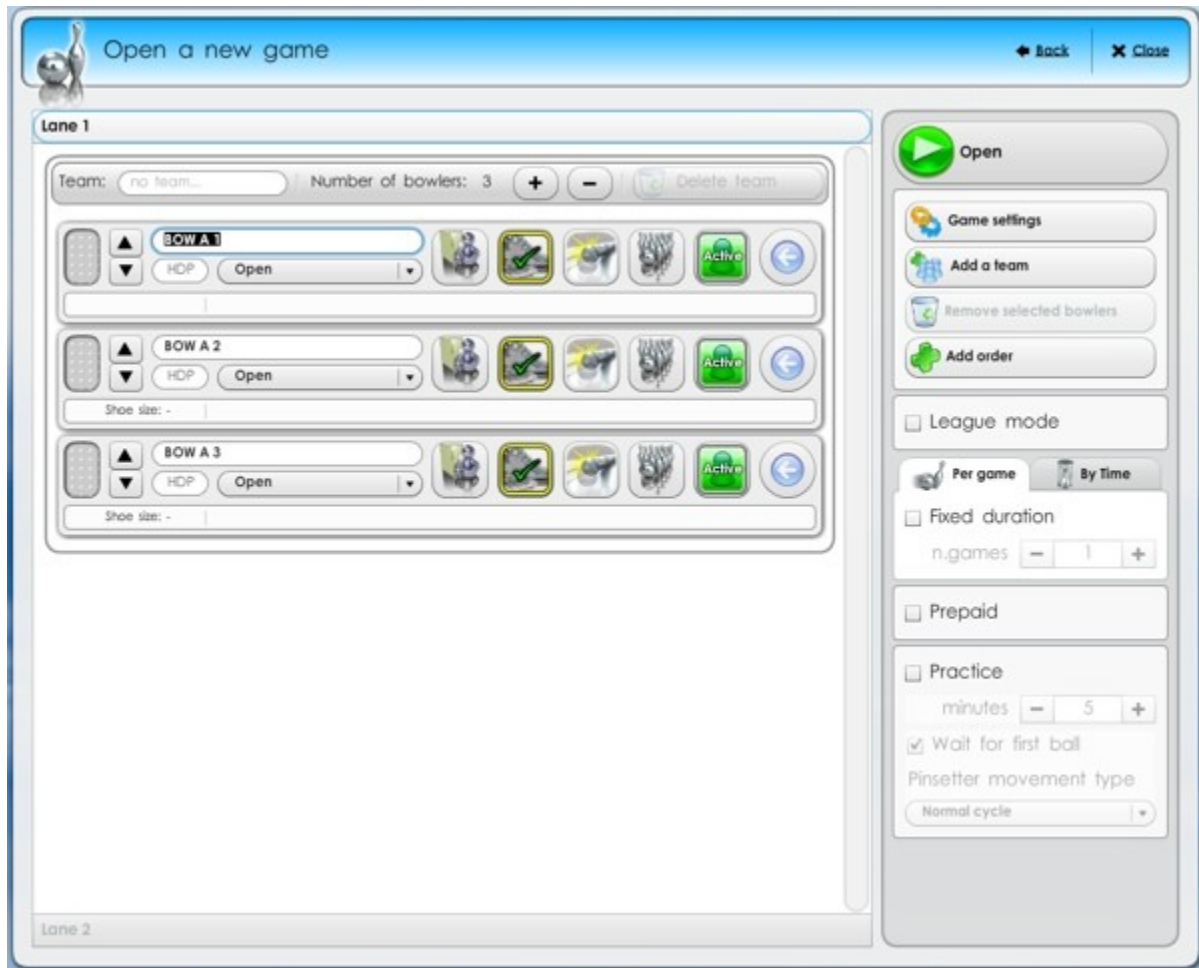 Open a new game
Back
Close
Lane 1
Team: no team... Number of bowlers: 3 + - Delete team
BOW A 1
HDP Open Active
BOW A 2
HDP Open Active
Shoe size: -
BOW A 3
HDP Open Active
Shoe size: -
Lane 2
Open
Game settings
Add a team
Remove selected bowlers
Add order
League mode
Per game By Time
Fixed duration
n.games - 1 +
Prepaid
Practice
minutes - 5 +
Wait for first ball
Pinsetter movement type
Normal cycle